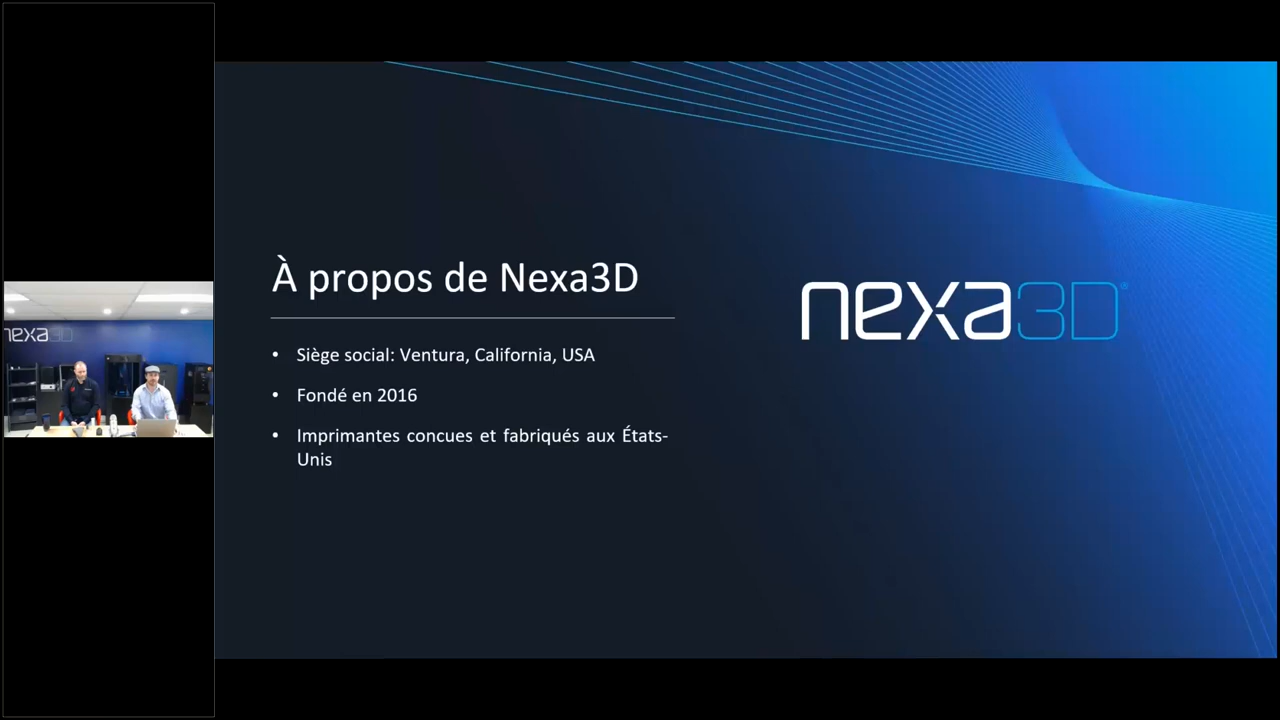 À propos de Nexa3D
Siège social: Ventura, California, USA
Fondé en 2016
Imprimantes concues et fabriqués aux États-
Unis
nexa3D®
nexa3D